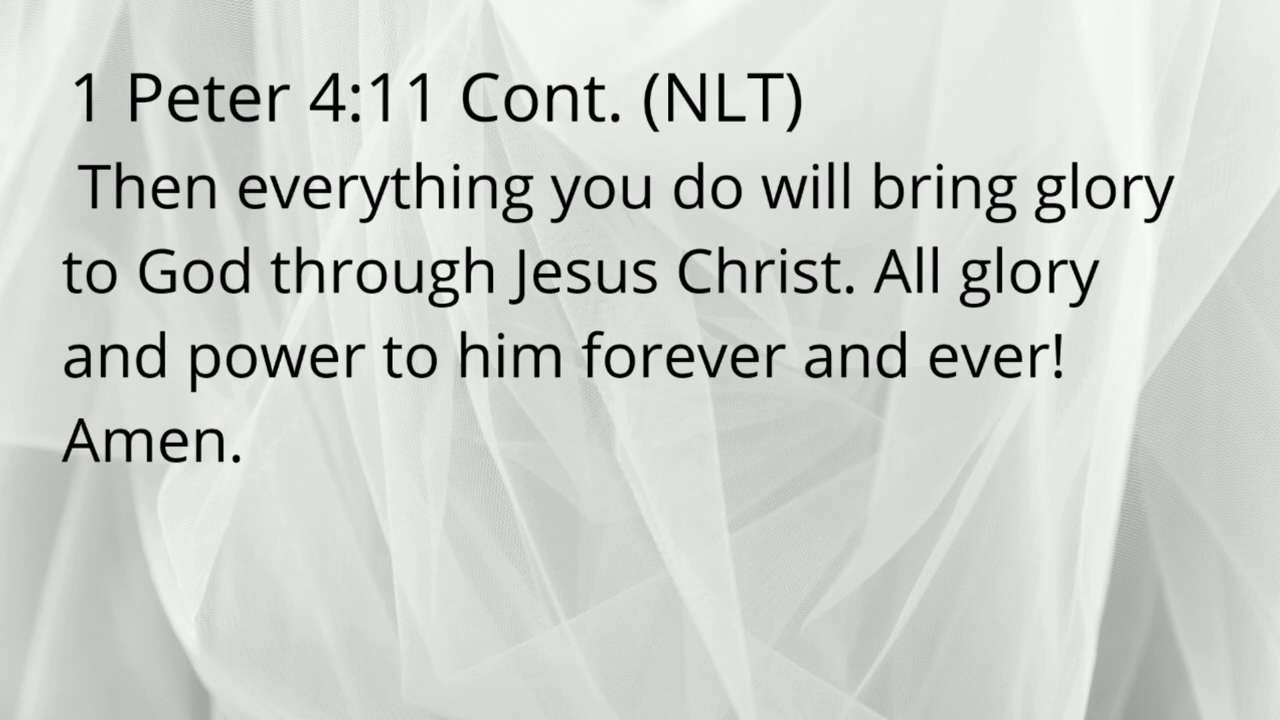 1 Peter 4:11 Cont. (NLT)
Then everything you do will bring glory
to God through Jesus Christ. All glory
and power to him forever and ever!
Amen.